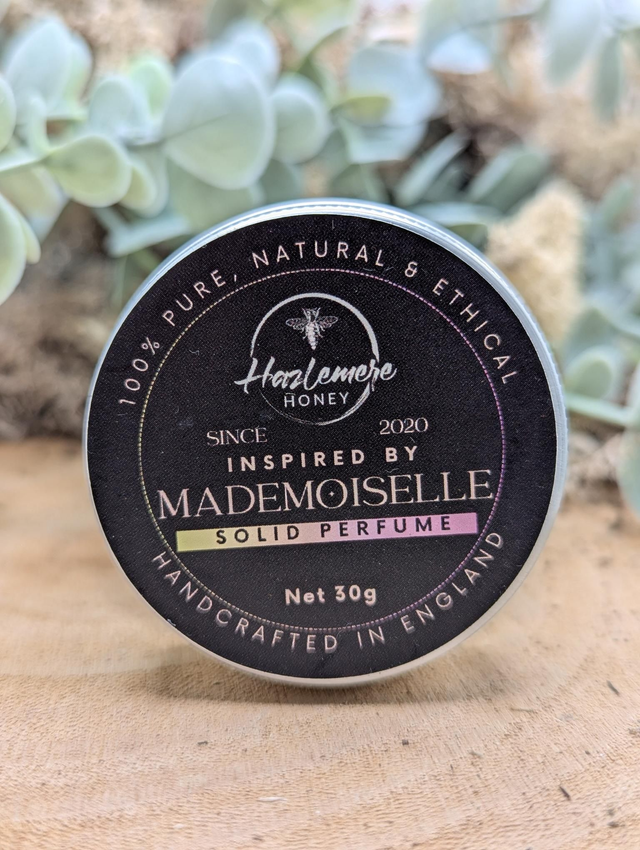 100% PURE, NATURAL & ETHICAL
Hazlemere
HONEY
SINCE 2020
INSPIRED BY
MADEMOISELLE
SOLID PERFUME
Net 30g
HANDCRAFTED IN ENGLAND